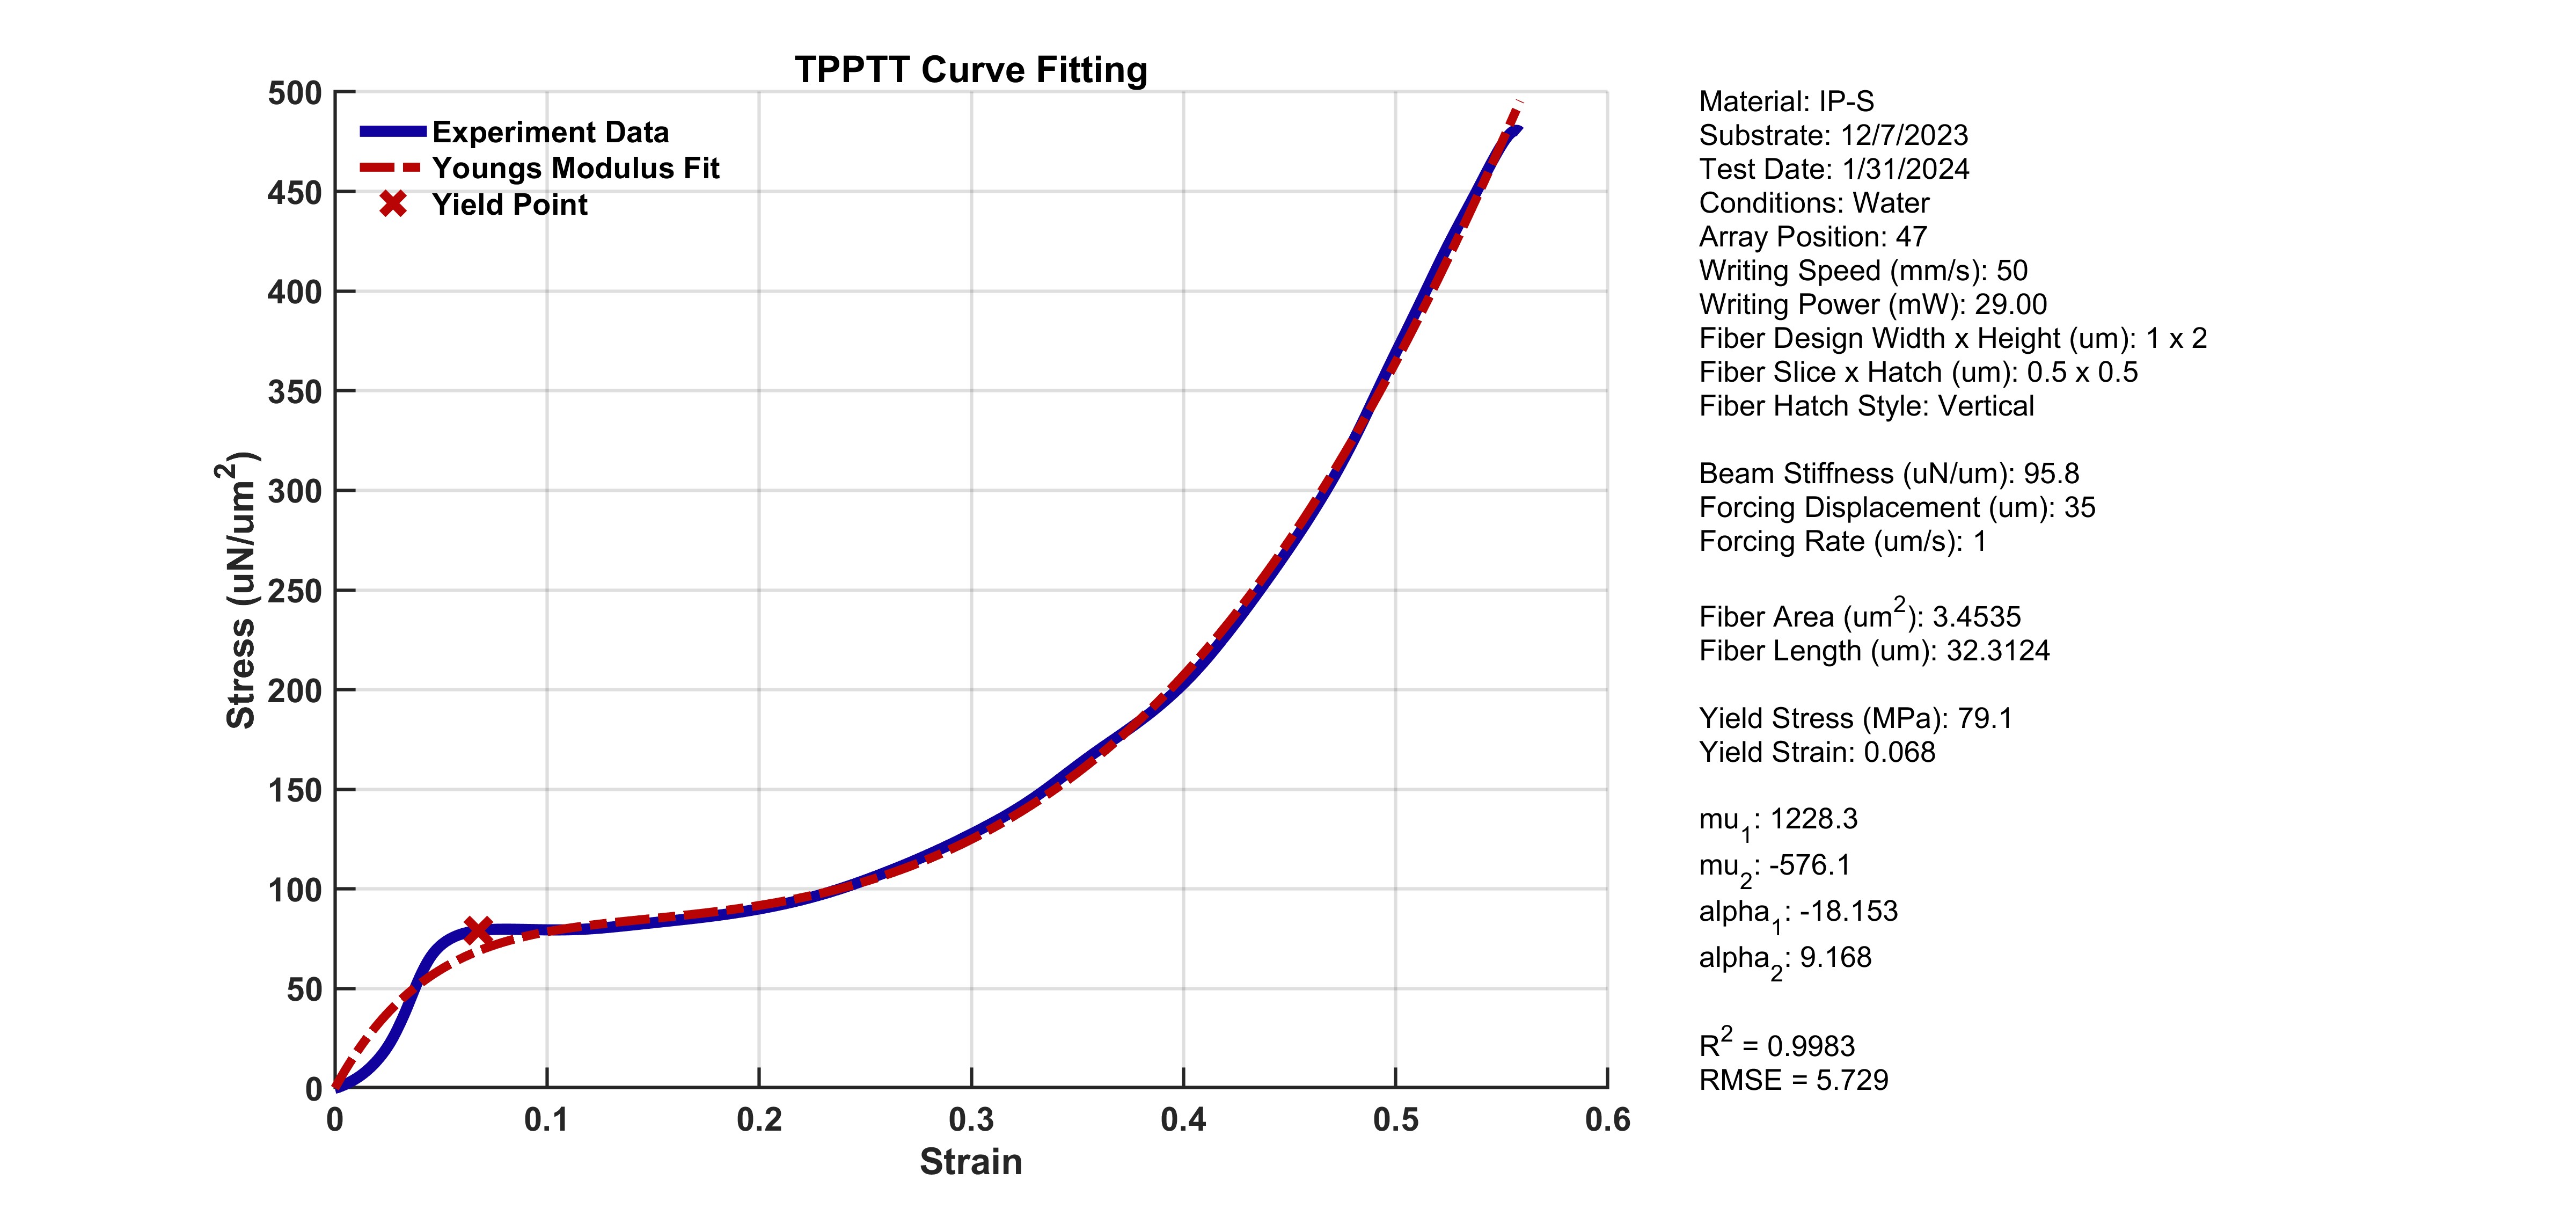 TPPTT Curve Fitting
Experiment Data
Youngs Modulus Fit
Yield Point
500
450
400
350
300
250
200
150
100
50
0
Stress (uN/um²)
0 0.1 0.2 0.3 0.4 0.5 0.6
Strain
Material: IP-S
Substrate: 12/7/2023
Test Date: 1/31/2024
Conditions: Water
Array Position: 47
Writing Speed (mm/s): 50
Writing Power (mW): 29.00
Fiber Design Width x Height (um): 1 x 2
Fiber Slice x Hatch (um): 0.5 x 0.5
Fiber Hatch Style: Vertical
Beam Stiffness (uN/um): 95.8
Forcing Displacement (um): 35
Forcing Rate (um/s): 1
Fiber Area (um²): 3.4535
Fiber Length (um): 32.3124
Yield Stress (MPa): 79.1
Yield Strain: 0.068
mu₁: 1228.3
mu₂: -576.1
alpha₁: -18.153
alpha₂: 9.168
R² = 0.9983
RMSE = 5.729